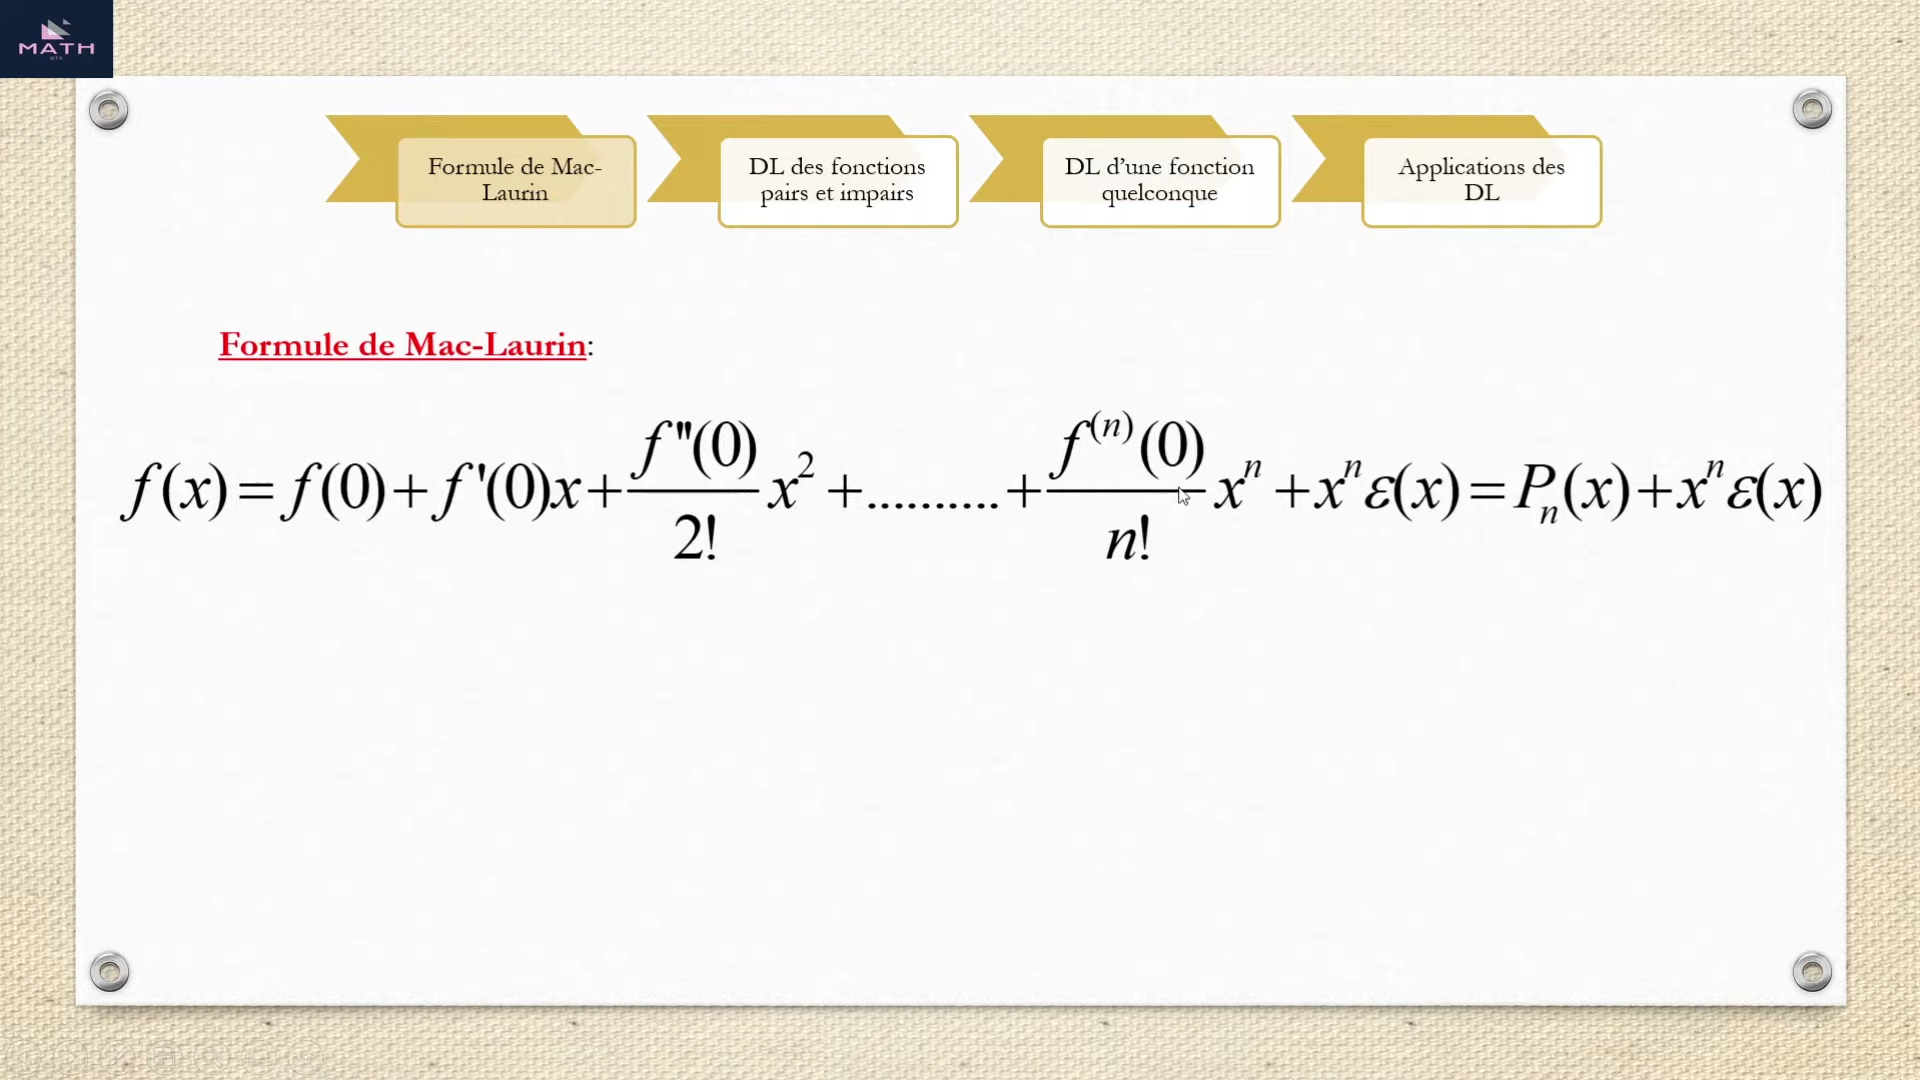 MATH
Formule de Mac-
Laurin
DL des fonctions
pairs et impairs
DL d’une fonction
quelconque
Applications des
DL
Formule de Mac-Laurin:
f(x) = f(0) + f'(0)x + f''(0)/2! x² + .......... + f⁽ⁿ⁾(0)/n! xⁿ + xⁿε(x) = Pₙ(x) + xⁿε(x)